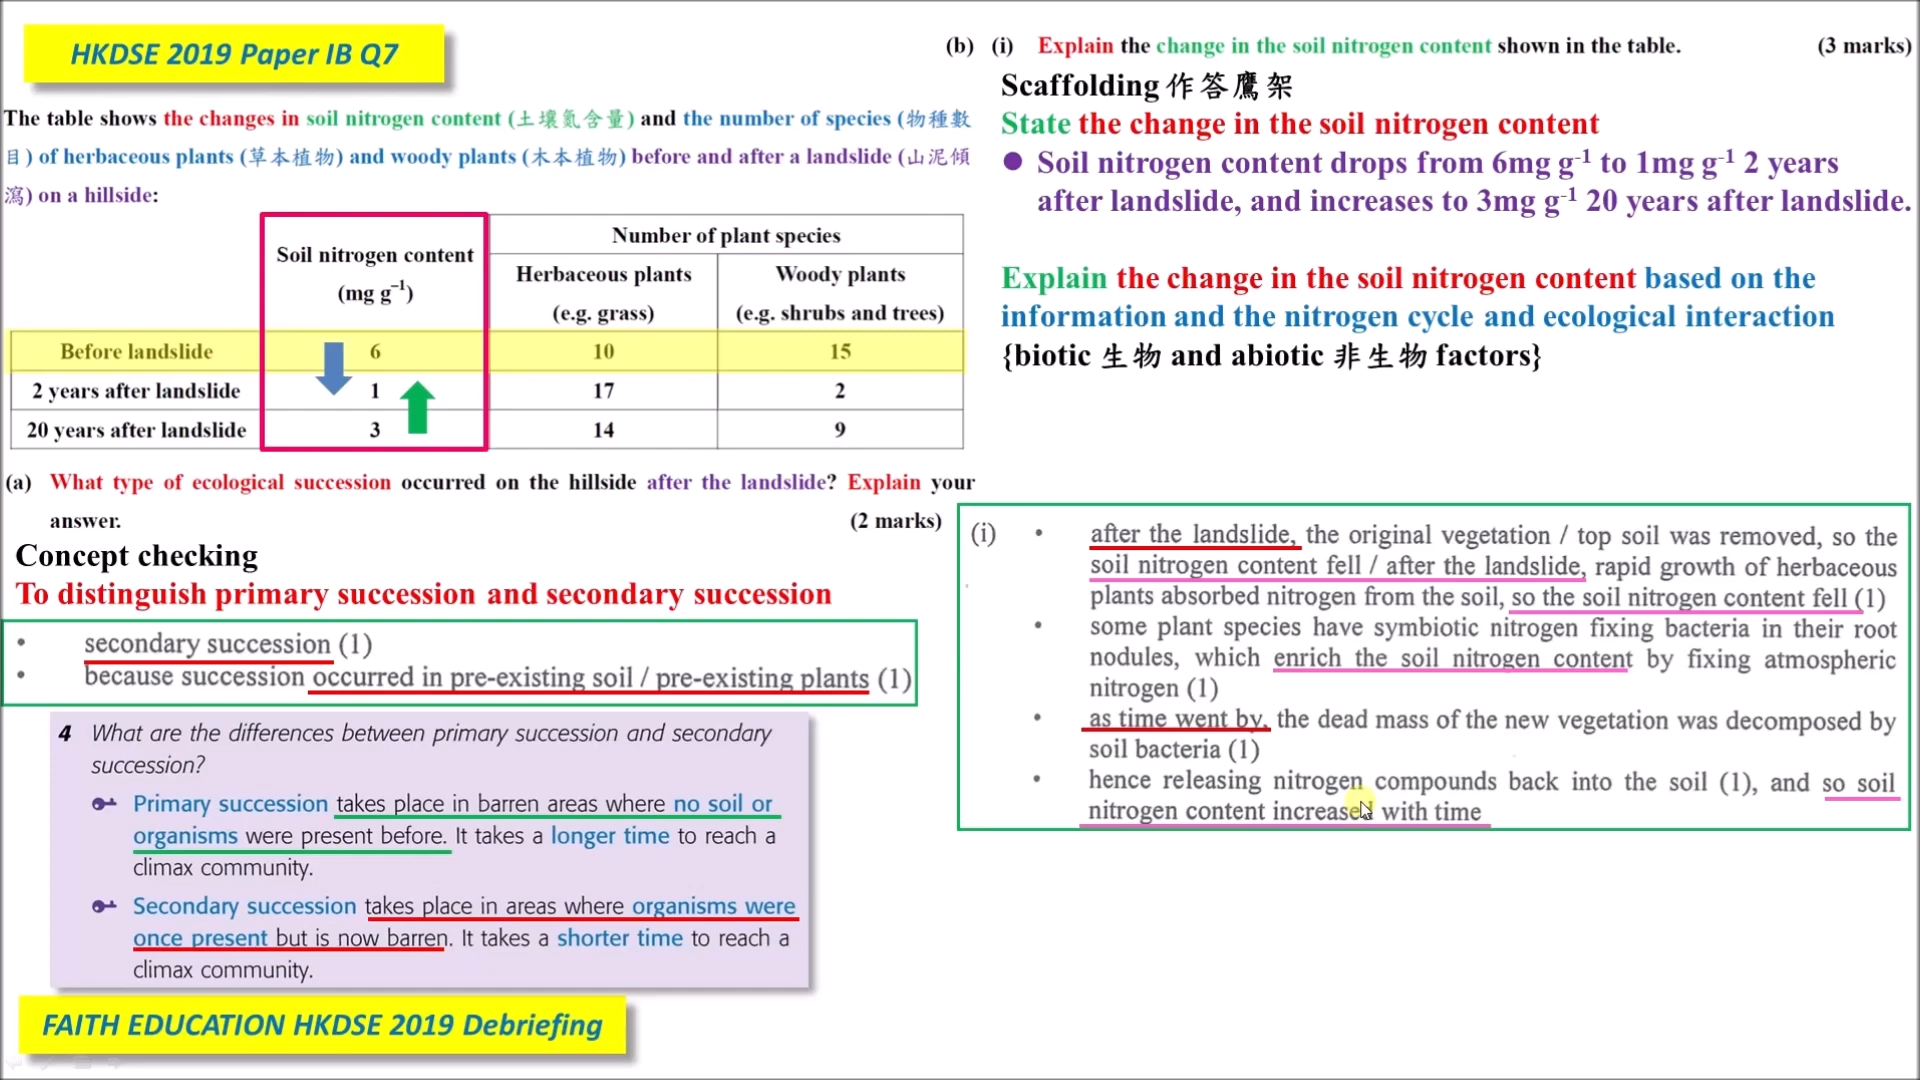 HKDSE 2019 Paper IB Q7
The table shows the changes in soil nitrogen content (土壤氮含量) and the number of species (物種數
目) of herbaceous plants (草本植物) and woody plants (木本植物) before and after a landslide (山泥傾
瀉) on a hillside:
Soil nitrogen content
(mg g⁻¹)
Number of plant species
Herbaceous plants
(e.g. grass)
Woody plants
(e.g. shrubs and trees)
Before landslide 6 10 15
2 years after landslide 1 17 2
20 years after landslide 3 14 9
(a) What type of ecological succession occurred on the hillside after the landslide? Explain your
answer. (2 marks)
Concept checking
To distinguish primary succession and secondary succession
• secondary succession (1)
• because succession occurred in pre-existing soil / pre-existing plants (1)
4 What are the differences between primary succession and secondary
succession?
Primary succession takes place in barren areas where no soil or
organisms were present before. It takes a longer time to reach a
climax community.
Secondary succession takes place in areas where organisms were
once present but is now barren. It takes a shorter time to reach a
climax community.
FAITH EDUCATION HKDSE 2019 Debriefing
(b) (i) Explain the change in the soil nitrogen content shown in the table. (3 marks)
Scaffolding 作答鷹架
State the change in the soil nitrogen content
● Soil nitrogen content drops from 6mg g⁻¹ to 1mg g⁻¹ 2 years
after landslide, and increases to 3mg g⁻¹ 20 years after landslide.
Explain the change in the soil nitrogen content based on the
information and the nitrogen cycle and ecological interaction
{biotic 生物 and abiotic 非生物 factors}
(i) • after the landslide, the original vegetation / top soil was removed, so the
soil nitrogen content fell / after the landslide, rapid growth of herbaceous
plants absorbed nitrogen from the soil, so the soil nitrogen content fell (1)
• some plant species have symbiotic nitrogen fixing bacteria in their root
nodules, which enrich the soil nitrogen content by fixing atmospheric
nitrogen (1)
• as time went by, the dead mass of the new vegetation was decomposed by
soil bacteria (1)
• hence releasing nitrogen compounds back into the soil (1), and so soil
nitrogen content increased with time